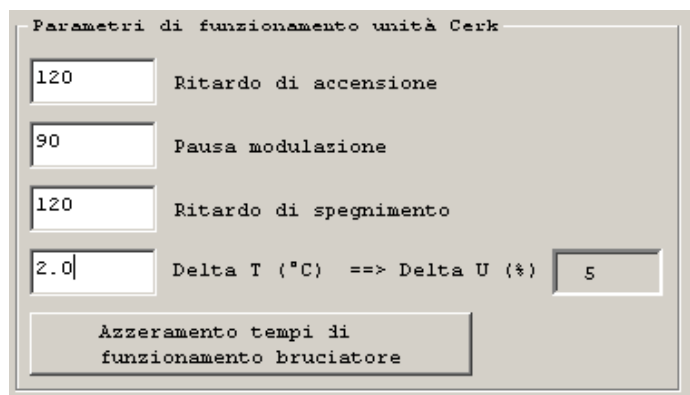 Parametri di funzionamento unità Cerk
120 Ritardo di accensione
90 Pausa modulazione
120 Ritardo di spegnimento
2.0 Delta T (°C) ==> Delta U (%) 5
Azzeramento tempi di
funzionamento bruciatore